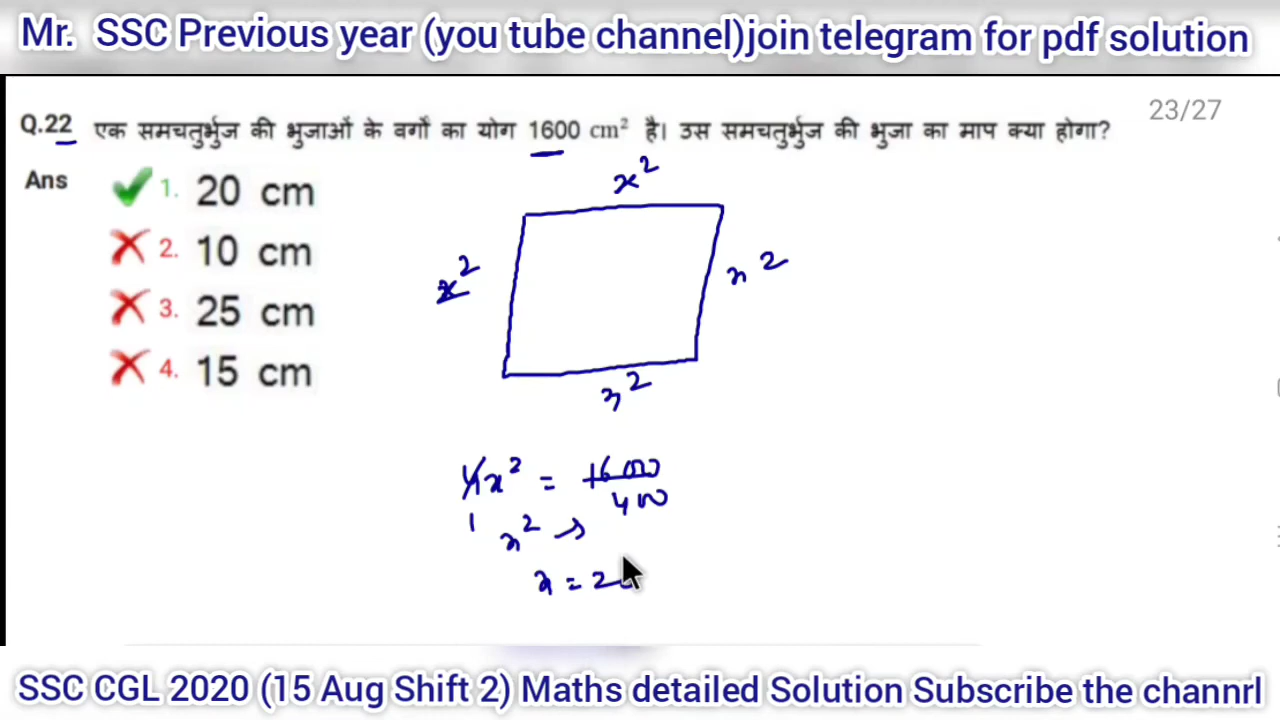 Mr. SSC Previous year (you tube channel)join telegram for pdf solution
23/27
Q.22 एक समचतुर्भुज की भुजाओं के वर्गों का योग 1600 cm² है। उस समचतुर्भुज की भुजा का माप क्या होगा?
Ans
1. 20 cm
2. 10 cm
3. 25 cm
4. 15 cm
x²
x²
x²
x²
4x² = 1600
1 400
x² →
x = 2
SSC CGL 2020 (15 Aug Shift 2) Maths detailed Solution Subscribe the channrl